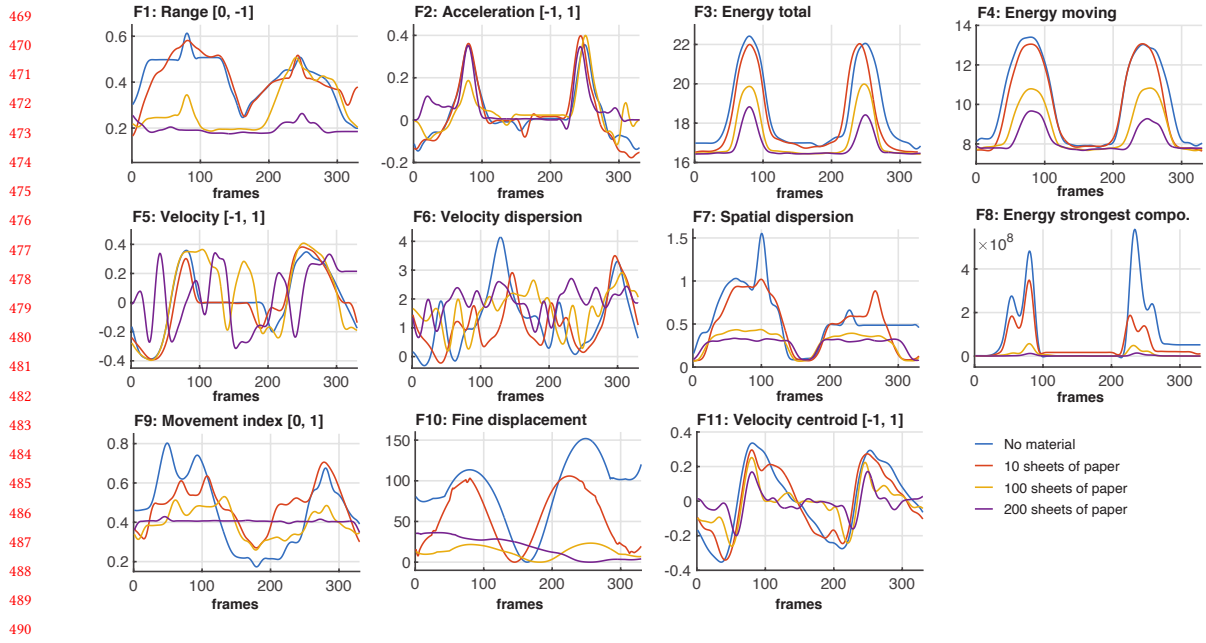 469
470
471
472
473
474
475
476
477
478
479
480
481
482
483
484
485
486
487
488
489
490
F1: Range [0, -1]
0.6
0.4
0.2
0 100 200 300
frames
F2: Acceleration [-1, 1]
0.4
0.2
0
-0.2
0 100 200 300
frames
F3: Energy total
22
20
18
16
0 100 200 300
frames
F4: Energy moving
14
12
10
8
0 100 200 300
frames
F5: Velocity [-1, 1]
0.4
0.2
0
-0.2
-0.4
0 100 200 300
frames
F6: Velocity dispersion
4
3
2
1
0
0 100 200 300
frames
F7: Spatial dispersion
1.5
1
0.5
0
0 100 200 300
frames
F8: Energy strongest compo.
×10⁸
4
2
0
0 100 200 300
frames
F9: Movement index [0, 1]
0.8
0.6
0.4
0.2
0 100 200 300
frames
F10: Fine displacement
150
100
50
0
0 100 200 300
frames
F11: Velocity centroid [-1, 1]
0.4
0.2
0
-0.2
-0.4
0 100 200 300
frames
No material
10 sheets of paper
100 sheets of paper
200 sheets of paper